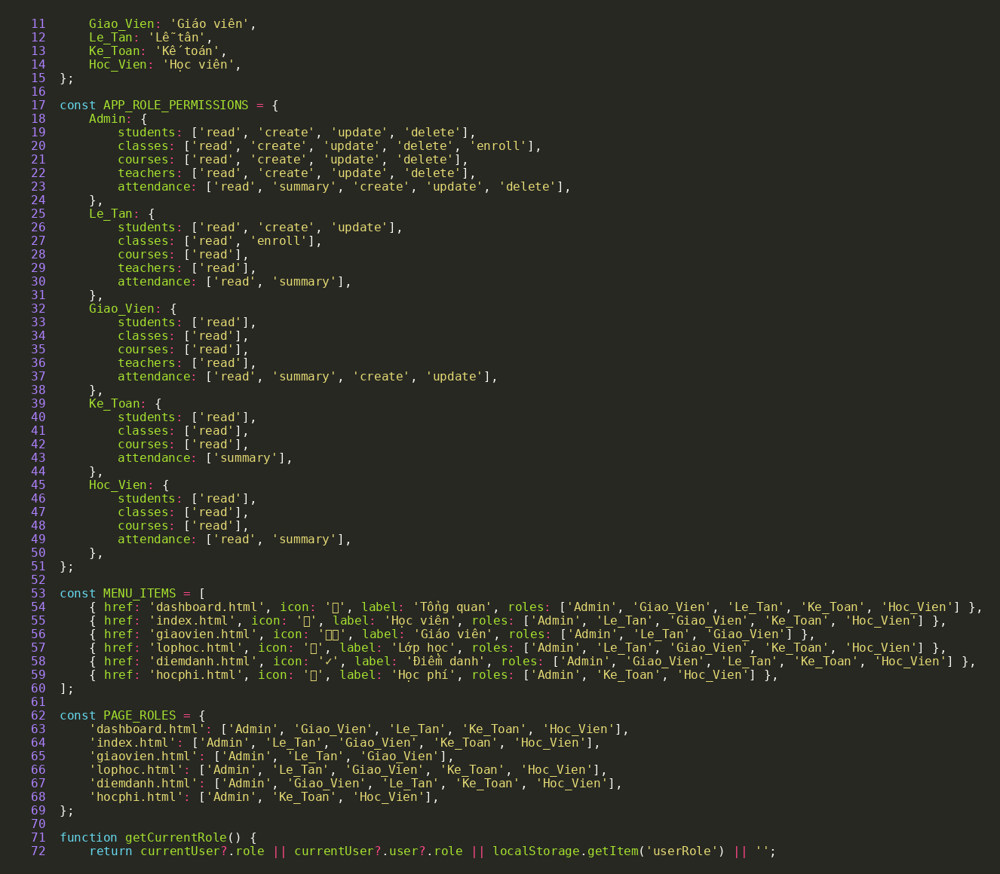 11 Giao_Vien: 'Giáo viên',
12 Le_Tan: 'Lễ tân',
13 Ke_Toan: 'Kế toán',
14 Hoc_Vien: 'Học viên',
15 };
16
17 const APP_ROLE_PERMISSIONS = {
18 Admin: {
19 students: ['read', 'create', 'update', 'delete'],
20 classes: ['read', 'create', 'update', 'delete', 'enroll'],
21 courses: ['read', 'create', 'update', 'delete'],
22 teachers: ['read', 'create', 'update', 'delete'],
23 attendance: ['read', 'summary', 'create', 'update', 'delete'],
24 },
25 Le_Tan: {
26 students: ['read', 'create', 'update'],
27 classes: ['read', 'enroll'],
28 courses: ['read'],
29 teachers: ['read'],
30 attendance: ['read', 'summary'],
31 },
32 Giao_Vien: {
33 students: ['read'],
34 classes: ['read'],
35 courses: ['read'],
36 teachers: ['read'],
37 attendance: ['read', 'summary', 'create', 'update'],
38 },
39 Ke_Toan: {
40 students: ['read'],
41 classes: ['read'],
42 courses: ['read'],
43 attendance: ['summary'],
44 },
45 Hoc_Vien: {
46 students: ['read'],
47 classes: ['read'],
48 courses: ['read'],
49 attendance: ['read', 'summary'],
50 },
51 };
52
53 const MENU_ITEMS = [
54 { href: 'dashboard.html', icon: '', label: 'Tổng quan', roles: ['Admin', 'Giao_Vien', 'Le_Tan', 'Ke_Toan', 'Hoc_Vien'] },
55 { href: 'index.html', icon: '', label: 'Học viên', roles: ['Admin', 'Le_Tan', 'Giao_Vien', 'Ke_Toan', 'Hoc_Vien'] },
56 { href: 'giaovien.html', icon: '', label: 'Giáo viên', roles: ['Admin', 'Le_Tan', 'Giao_Vien'] },
57 { href: 'lophoc.html', icon: '', label: 'Lớp học', roles: ['Admin', 'Le_Tan', 'Giao_Vien', 'Ke_Toan', 'Hoc_Vien'] },
58 { href: 'diemdanh.html', icon: '✓', label: 'Điểm danh', roles: ['Admin', 'Giao_Vien', 'Le_Tan', 'Ke_Toan', 'Hoc_Vien'] },
59 { href: 'hocphi.html', icon: '', label: 'Học phí', roles: ['Admin', 'Ke_Toan', 'Hoc_Vien'] },
60 ];
61
62 const PAGE_ROLES = {
63 'dashboard.html': ['Admin', 'Giao_Vien', 'Le_Tan', 'Ke_Toan', 'Hoc_Vien'],
64 'index.html': ['Admin', 'Le_Tan', 'Giao_Vien', 'Ke_Toan', 'Hoc_Vien'],
65 'giaovien.html': ['Admin', 'Le_Tan', 'Giao_Vien'],
66 'lophoc.html': ['Admin', 'Le_Tan', 'Giao_Vien', 'Ke_Toan', 'Hoc_Vien'],
67 'diemdanh.html': ['Admin', 'Giao_Vien', 'Le_Tan', 'Ke_Toan', 'Hoc_Vien'],
68 'hocphi.html': ['Admin', 'Ke_Toan', 'Hoc_Vien'],
69 };
70
71 function getCurrentRole() {
72 return currentUser?.role || currentUser?.user?.role || localStorage.getItem('userRole') || '';